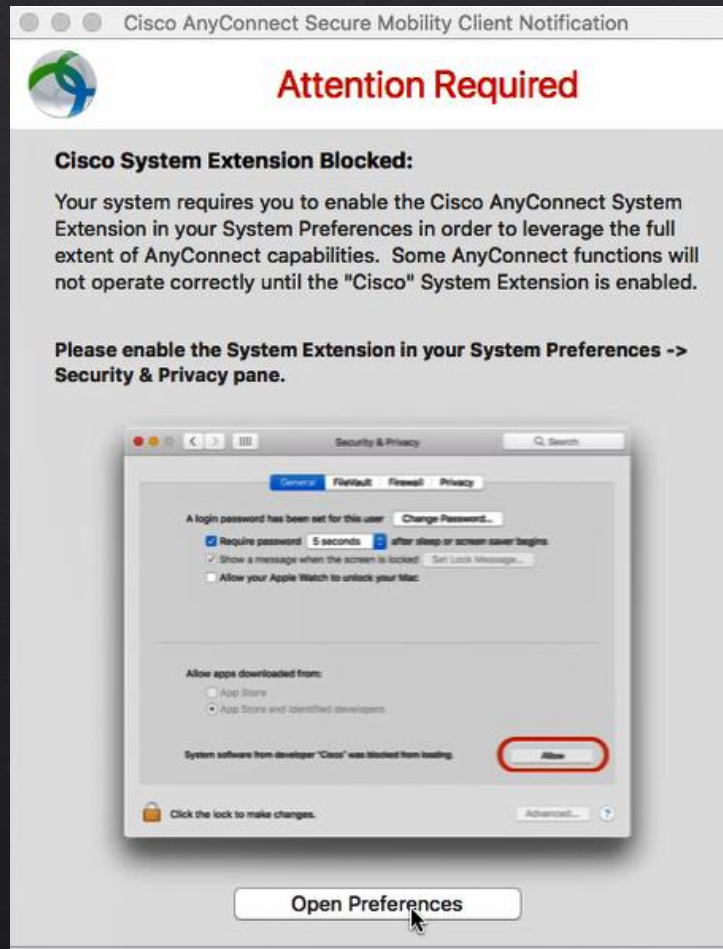 Cisco AnyConnect Secure Mobility Client Notification
Attention Required
Cisco System Extension Blocked:
Your system requires you to enable the Cisco AnyConnect System
Extension in your System Preferences in order to leverage the full
extent of AnyConnect capabilities.  Some AnyConnect functions will
not operate correctly until the "Cisco" System Extension is enabled.
Please enable the System Extension in your System Preferences ->
Security & Privacy pane.
Security & Privacy
Search
General FileVault Firewall Privacy
A login password has been set for this user Change Password...
Require password 5 seconds after sleep or screen saver begins
Show a message when the screen is locked Set Lock Message...
Allow your Apple Watch to unlock your Mac
Allow apps downloaded from:
App Store
App Store and identified developers
System software from developer "Cisco" was blocked from loading. Allow
Click the lock to make changes. Advanced... ?
Open Preferences